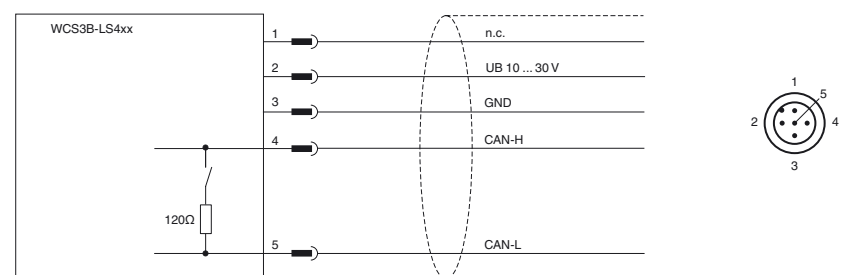 WCS3B-LS4xx
1 n.c.
2 UB 10 ... 30 V
3 GND
4 CAN-H
120Ω
5 CAN-L
1
5
2 4
3